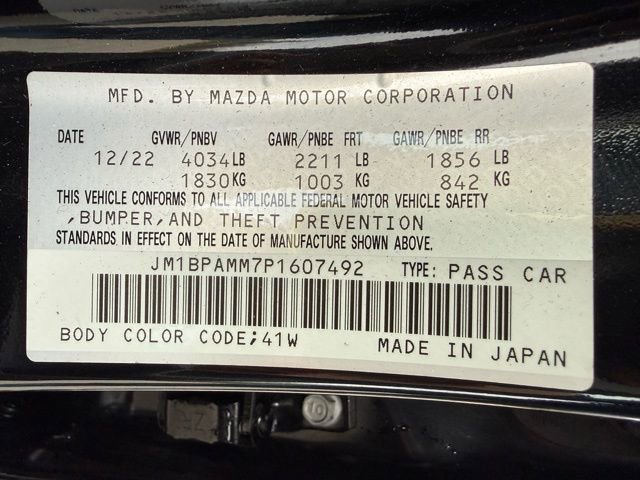 MFD. BY MAZDA MOTOR CORPORATION
DATE GVWR/PNBV GAWR/PNBE FRT GAWR/PNBE RR
12/22 4034LB 2211 LB 1856 LB
1830KG 1003 KG 842 KG
THIS VEHICLE CONFORMS TO ALL APPLICABLE FEDERAL MOTOR VEHICLE SAFETY
,BUMPER,AND THEFT PREVENTION
STANDARDS IN EFFECT ON THE DATE OF MANUFACTURE SHOWN ABOVE.
JM1BPAMM7P1607492 TYPE: PASS CAR
BODY COLOR CODE;41W MADE IN JAPAN